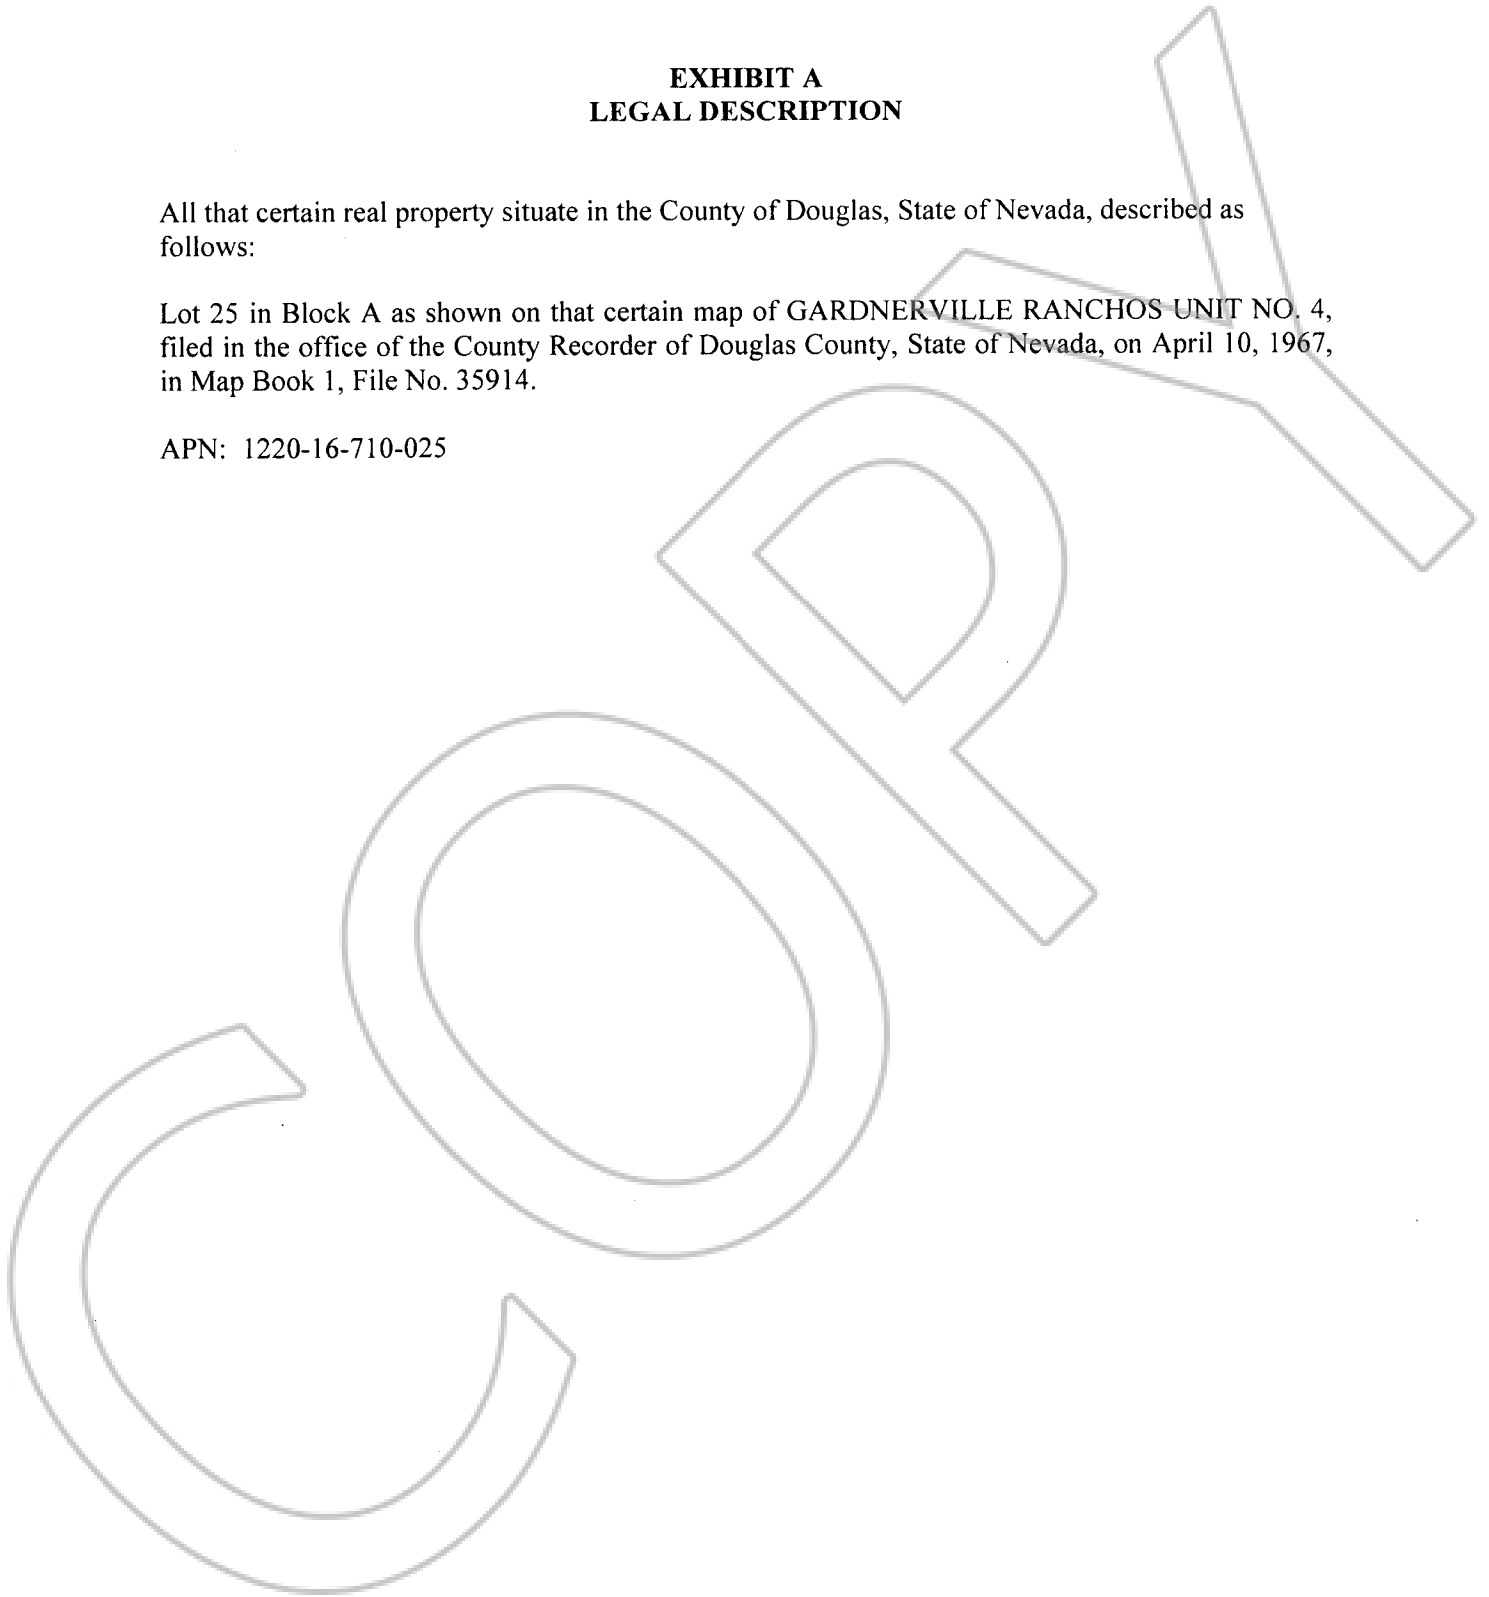 EXHIBIT A
LEGAL DESCRIPTION
All that certain real property situate in the County of Douglas, State of Nevada, described as
follows:
Lot 25 in Block A as shown on that certain map of GARDNERVILLE RANCHOS UNIT NO. 4,
filed in the office of the County Recorder of Douglas County, State of Nevada, on April 10, 1967,
in Map Book 1, File No. 35914.
APN: 1220-16-710-025
COPY